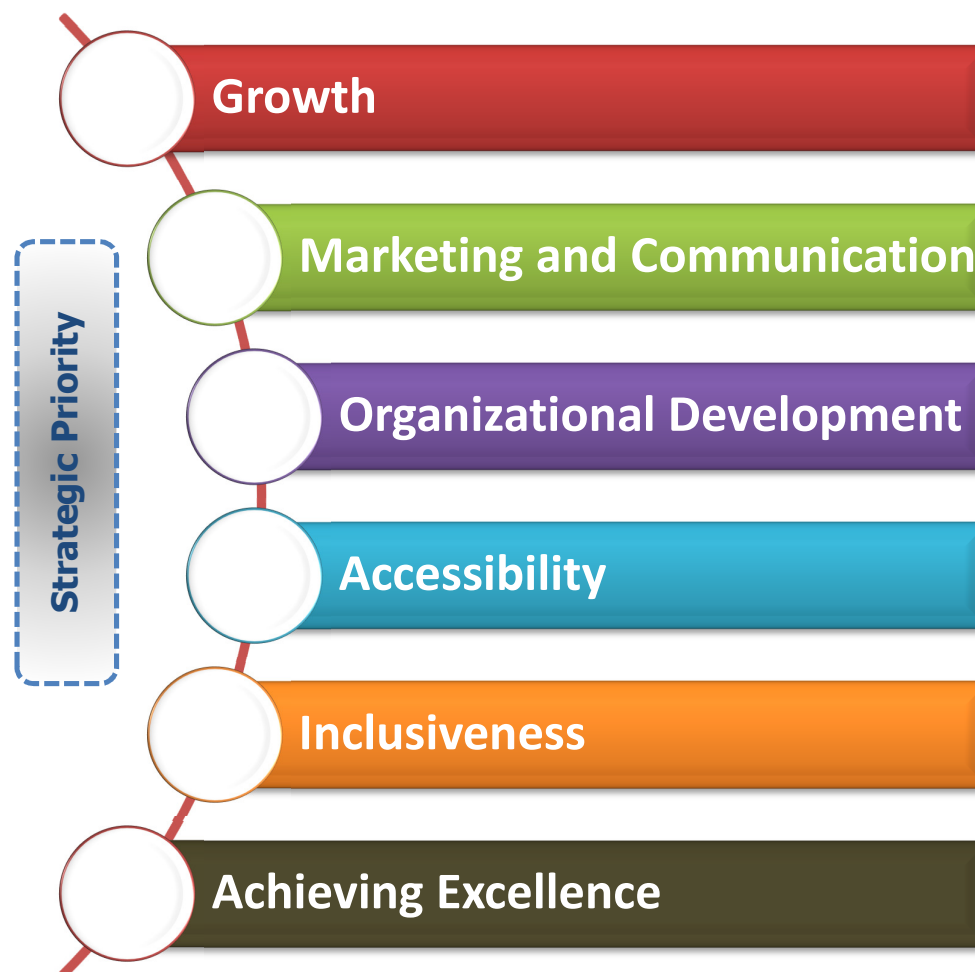 Growth
Marketing and Communication
Strategic Priority
Organizational Development
Accessibility
Inclusiveness
Achieving Excellence